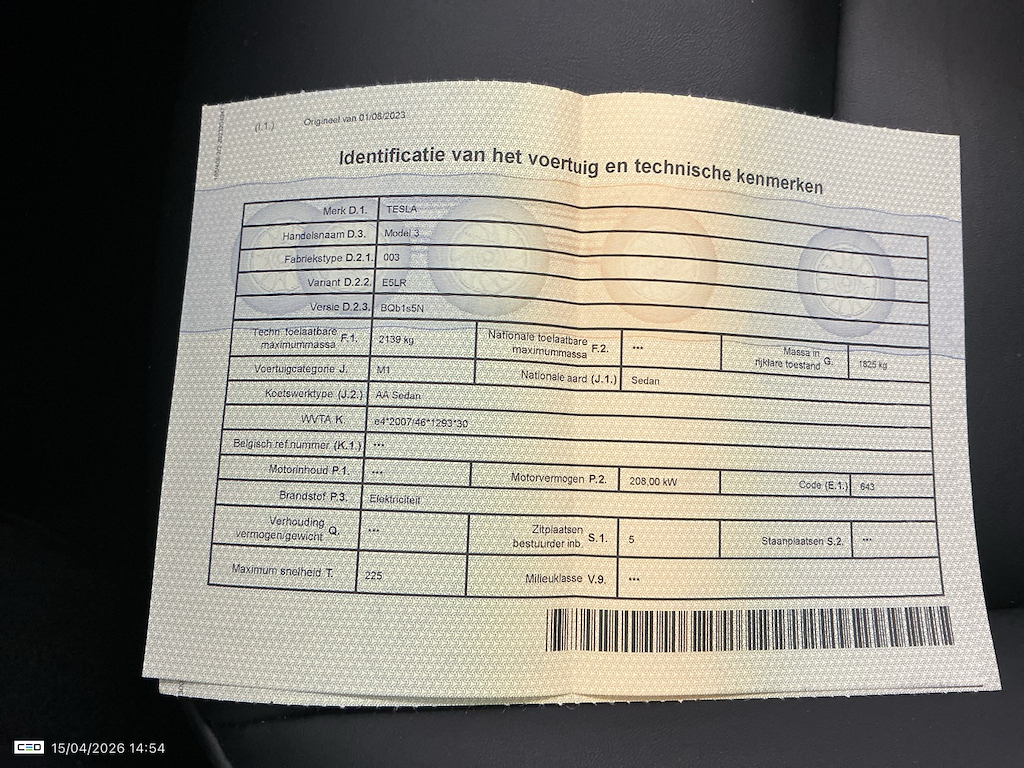 (I.1.) Origineel van 01/08/2023
Identificatie van het voertuig en technische kenmerken
Merk D.1. TESLA
Handelsnaam D.3. Model 3
Fabriekstype D.2.1. 003
Variant D.2.2. E5LR
Versie D.2.3. BQb1s5N
Techn. toelaatbare maximummassa F.1. 2139 kg Nationale toelaatbare maximummassa F.2. *** Massa in rijklare toestand G. 1825 kg
Voertuigcategorie J. M1 Nationale aard (J.1.) Sedan
Koetswerktype (J.2.) AA Sedan
WVTA K. e4*2007/46*1293*30
Belgisch ref.nummer (K.1.) ***
Motorinhoud P.1. *** Motorvermogen P.2. 208,00 kW Code (E.1.) 643
Brandstof P.3. Elektriciteit
Verhouding vermogen/gewicht Q. *** Zitplaatsen bestuurder inb. S.1. 5 Staanplaatsen S.2. ***
Maximum snelheid T. 225 Milieuklasse V.9. ***
CEO 15/04/2026 14:54